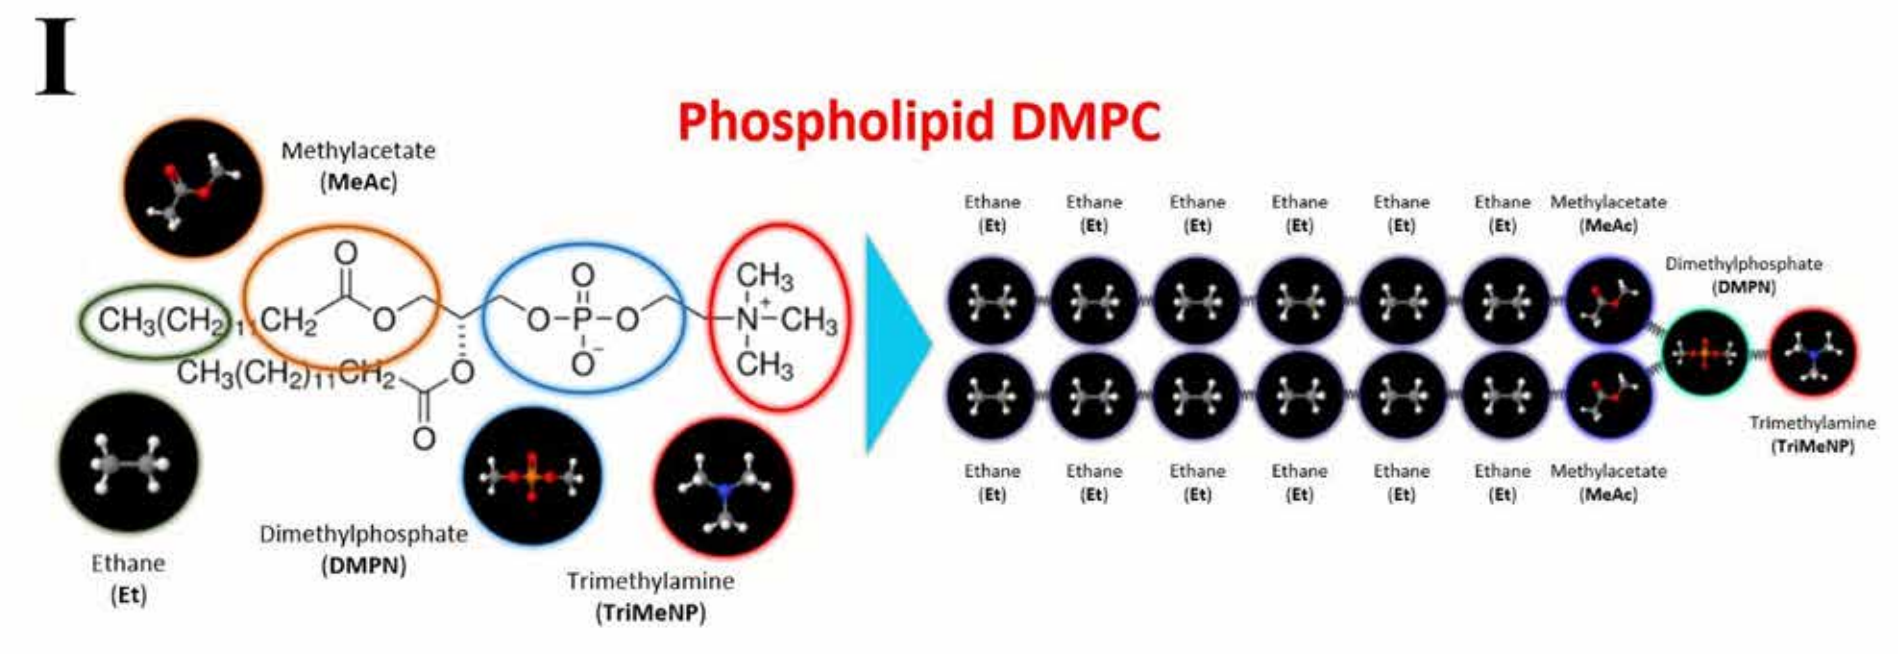 I
Phospholipid DMPC
Methylacetate
(MeAc)
O
CH3(CH2)11CH2
O
O
CH3(CH2)11CH2
O
O
O
P
O
O−
CH3
N+
CH3
CH3
Ethane
(Et)
Dimethylphosphate
(DMPN)
Trimethylamine
(TriMeNP)
Ethane Ethane Ethane Ethane Ethane Ethane Methylacetate
(Et) (Et) (Et) (Et) (Et) (Et) (MeAc)
Dimethylphosphate
(DMPN)
Trimethylamine
(TriMeNP)
Ethane Ethane Ethane Ethane Ethane Ethane Methylacetate
(Et) (Et) (Et) (Et) (Et) (Et) (MeAc)